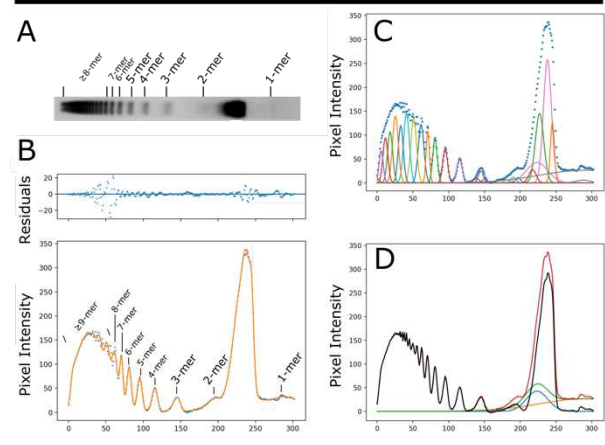 A
≥8-mer
7-mer
6-mer
5-mer
4-mer
3-mer
2-mer
1-mer
B
Residuals
20
0
−20
Pixel Intensity
350
300
250
200
150
100
50
0
≥9-mer
8-mer
7-mer
6-mer
5-mer
4-mer
3-mer
2-mer
1-mer
0 50 100 150 200 250 300
C
Pixel Intensity
350
300
250
200
150
100
50
0
0 50 100 150 200 250 300
D
Pixel Intensity
350
300
250
200
150
100
50
0
0 50 100 150 200 250 300